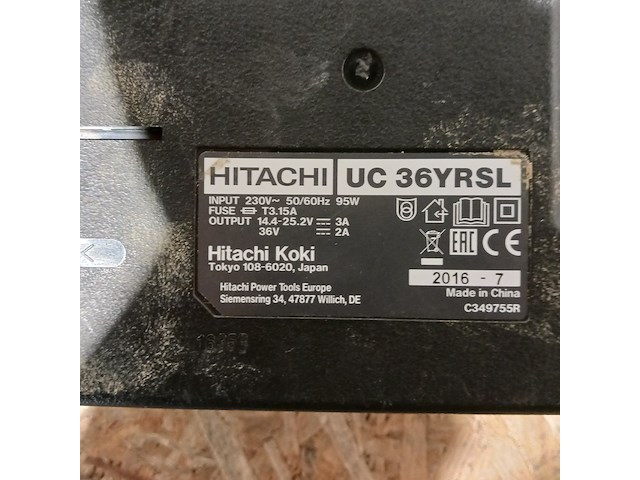 HITACHI UC 36YRSL
INPUT 230V~ 50/60Hz 95W
FUSE T3.15A
OUTPUT 14.4-25.2V ⎓ 3A
36V ⎓ 2A
Hitachi Koki
Tokyo 108-6020, Japan
Hitachi Power Tools Europe
Siemensring 34, 47877 Willich, DE
EAC CE
2016 - 7
Made in China
C349755R